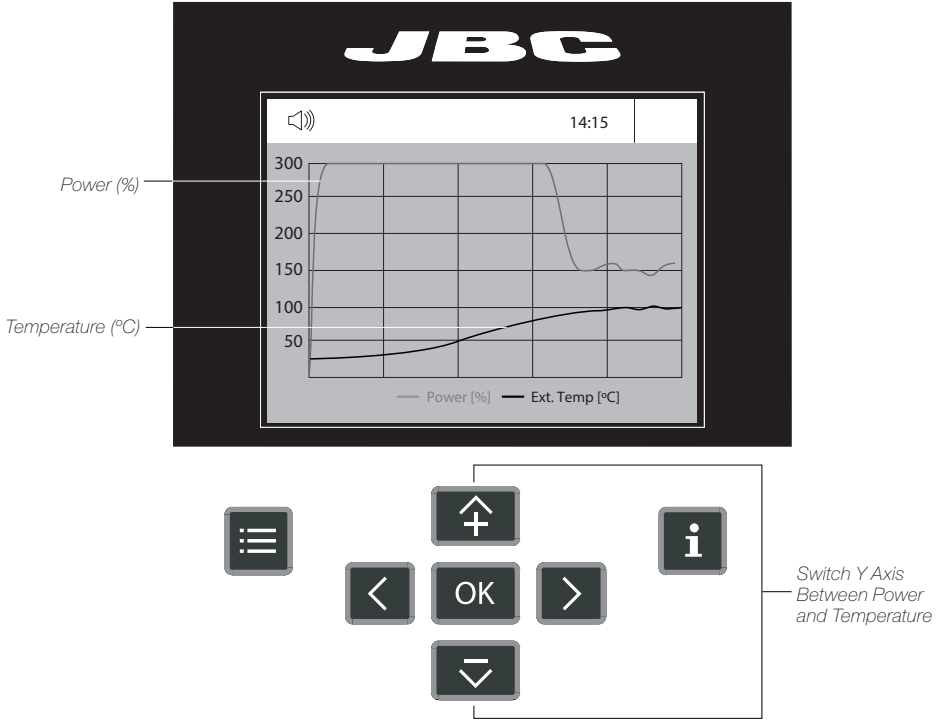 JBC
14:15
300
Power (%)
250
200
150
100
Temperature (ºC)
50
Power [%] Ext. Temp [ºC]
i
OK
Switch Y Axis
Between Power
and Temperature